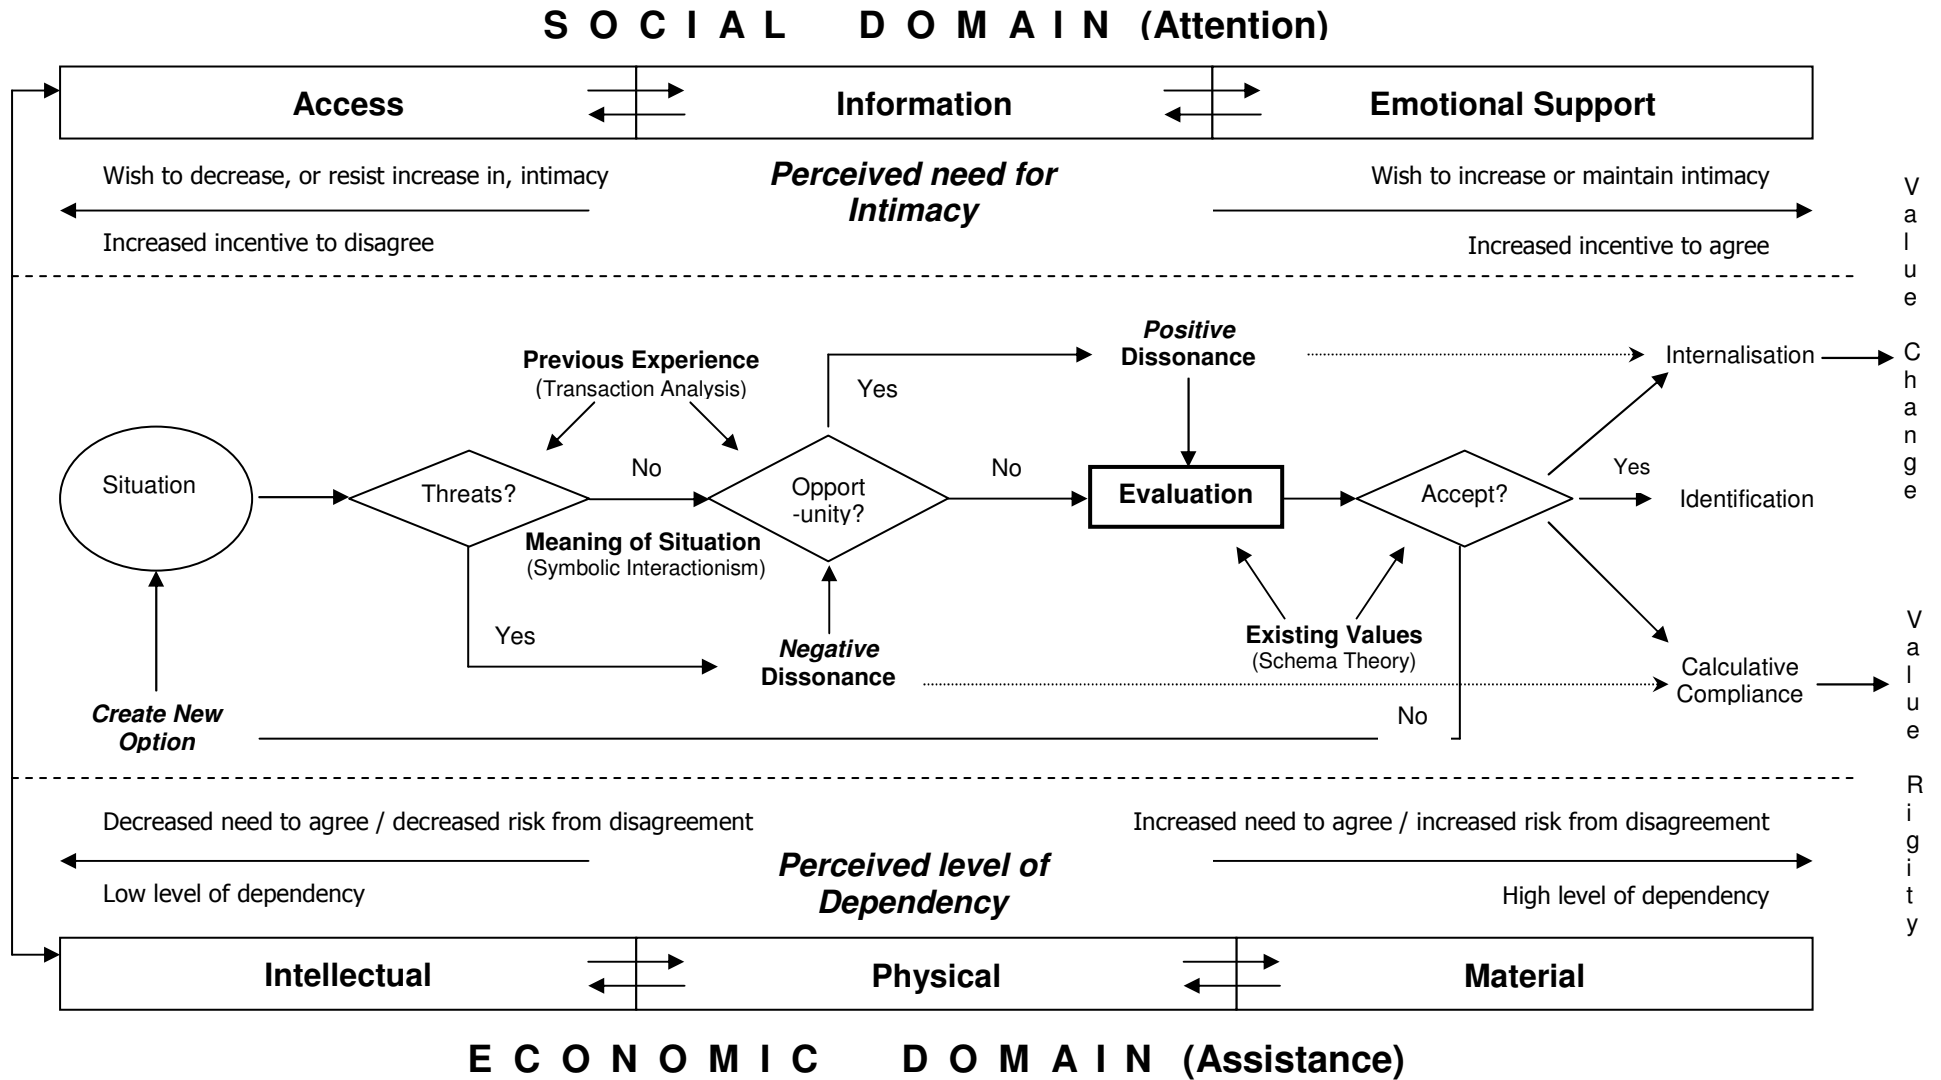 SOCIAL DOMAIN (Attention)
Access
Information
Emotional Support
Wish to decrease, or resist increase in, intimacy
Increased incentive to disagree
Perceived need for
Intimacy
Wish to increase or maintain intimacy
Increased incentive to agree
Value Change
Previous Experience
(Transaction Analysis)
Yes
Positive
Dissonance
Internalisation
Situation
Threats?
No
Opport
-unity?
No
Evaluation
Accept?
Yes
Identification
Meaning of Situation
(Symbolic Interactionism)
Yes
Negative
Dissonance
Existing Values
(Schema Theory)
Calculative
Compliance
Value Rigity
Create New
Option
No
Decreased need to agree / decreased risk from disagreement
Low level of dependency
Perceived level of
Dependency
Increased need to agree / increased risk from disagreement
High level of dependency
Intellectual
Physical
Material
ECONOMIC DOMAIN (Assistance)